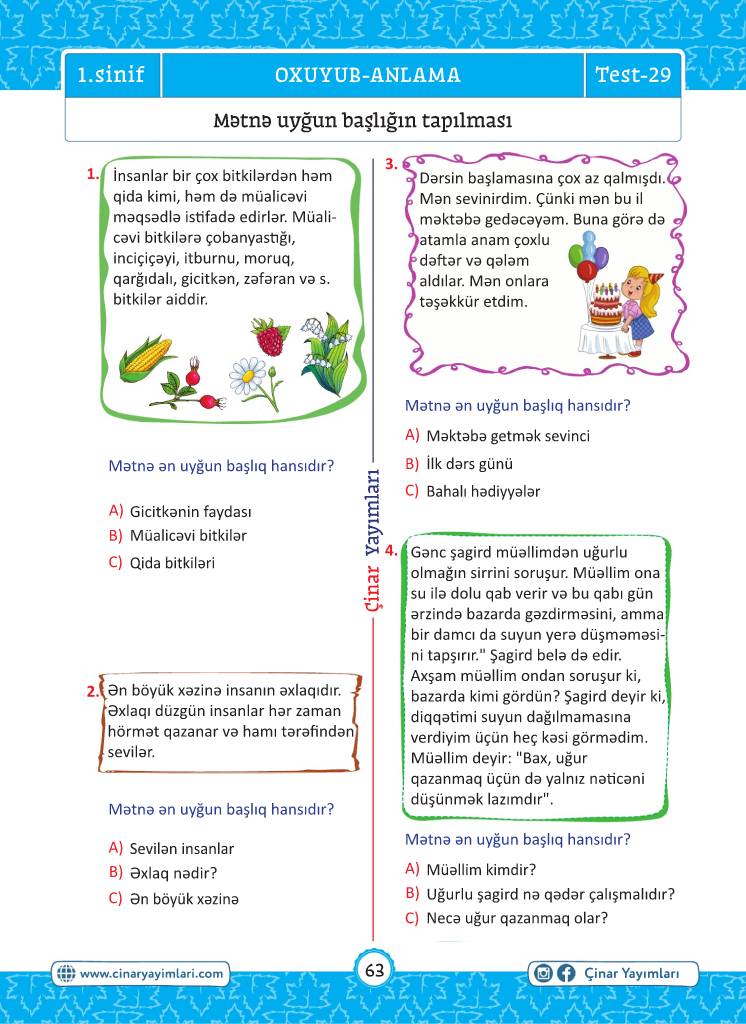 1.sinif
OXUYUB-ANLAMA
Test-29
Mətnə uyğun başlığın tapılması
1.
İnsanlar bir çox bitkilərdən həm
qida kimi, həm də müalicəvi
məqsədlə istifadə edirlər. Müali-
cəvi bitkilərə çobanyastığı,
inciçiçəyi, itburnu, moruq,
qarğıdalı, gicitkən, zəfəran və s.
bitkilər aiddir.
Mətnə ən uyğun başlıq hansıdır?
A) Gicitkənin faydası
B) Müalicəvi bitkilər
C) Qida bitkiləri
2.
Ən böyük xəzinə insanın əxlaqıdır.
Əxlaqı düzgün insanlar hər zaman
hörmət qazanar və hamı tərəfindən
sevilər.
Mətnə ən uyğun başlıq hansıdır?
A) Sevilən insanlar
B) Əxlaq nədir?
C) Ən böyük xəzinə
Çinar Yayımları
3.
Dərsin başlamasına çox az qalmışdı.
Mən sevinirdim. Çünki mən bu il
məktəbə gedəcəyəm. Buna görə də
atamla anam çoxlu
dəftər və qələm
aldılar. Mən onlara
təşəkkür etdim.
Mətnə ən uyğun başlıq hansıdır?
A) Məktəbə getmək sevinci
B) İlk dərs günü
C) Bahalı hədiyyələr
4.
Gənc şagird müəllimdən uğurlu
olmağın sirrini soruşur. Müəllim ona
su ilə dolu qab verir və bu qabı gün
ərzində bazarda gəzdirməsini, amma
bir damcı da suyun yerə düşməməsi-
ni tapşırır." Şagird belə də edir.
Axşam müəllim ondan soruşur ki,
bazarda kimi gördün? Şagird deyir ki,
diqqətimi suyun dağılmamasına
verdiyim üçün heç kəsi görmədim.
Müəllim deyir: "Bax, uğur
qazanmaq üçün də yalnız nəticəni
düşünmək lazımdır".
Mətnə ən uyğun başlıq hansıdır?
A) Müəllim kimdir?
B) Uğurlu şagird nə qədər çalışmalıdır?
C) Necə uğur qazanmaq olar?
www.cinaryayimlari.com
63
Çinar Yayımları